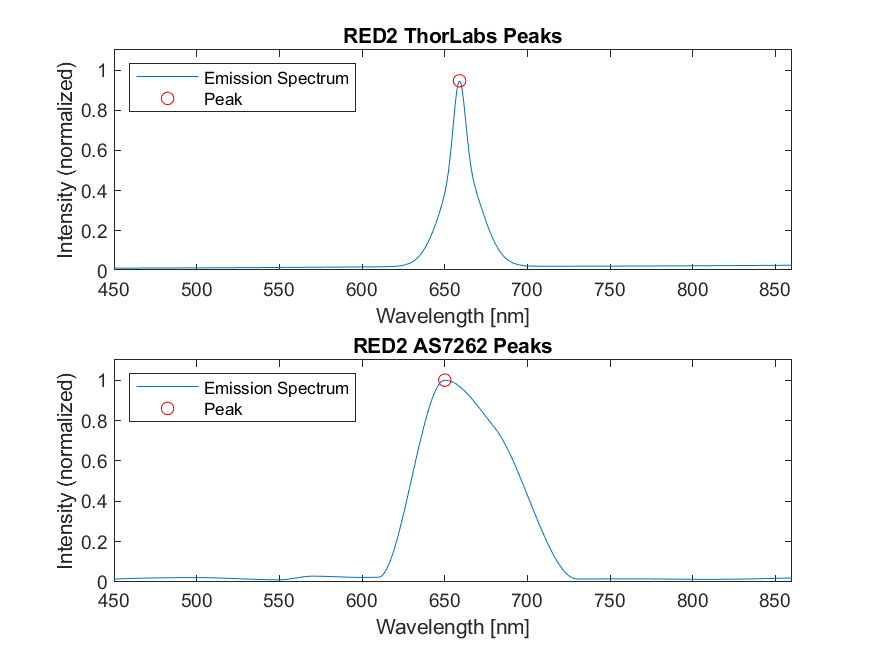 RED2 ThorLabs Peaks
Intensity (normalized)
1
0.8
0.6
0.4
0.2
0
Emission Spectrum
Peak
450 500 550 600 650 700 750 800 850
Wavelength [nm]
RED2 AS7262 Peaks
Intensity (normalized)
1
0.8
0.6
0.4
0.2
0
Emission Spectrum
Peak
450 500 550 600 650 700 750 800 850
Wavelength [nm]